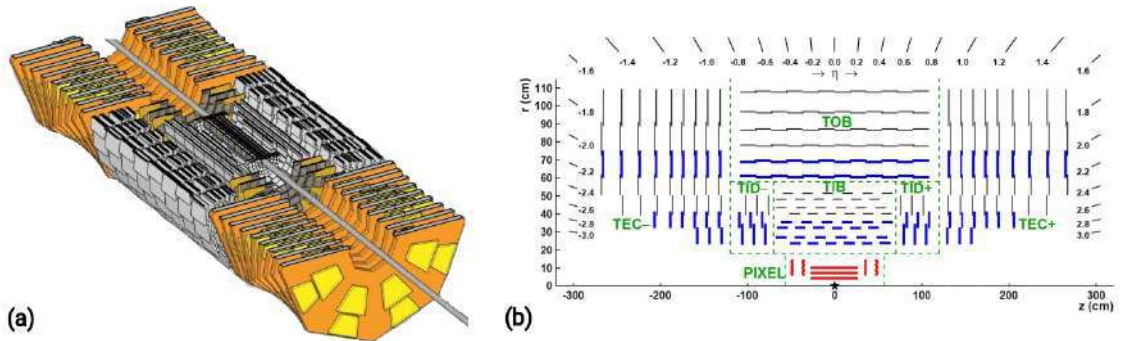 -1.4 -1.2 -1.0 -0.8 -0.6 -0.4 -0.2 0.0 0.2 0.4 0.6 0.8 1.0 1.2 1.4
-1.6 → η → 1.6
r (cm)
110
100
90
80
70
60
50
40
30
20
10
0
-1.8 1.8
-2.0 2.0
-2.2 2.2
-2.4 2.4
-2.6 2.6
-2.8 2.8
-3.0 3.0
TOB
TID– TIB TID+
TEC– TEC+
PIXEL
-300 -200 -100 0 100 200 300
z (cm)
(a) (b)